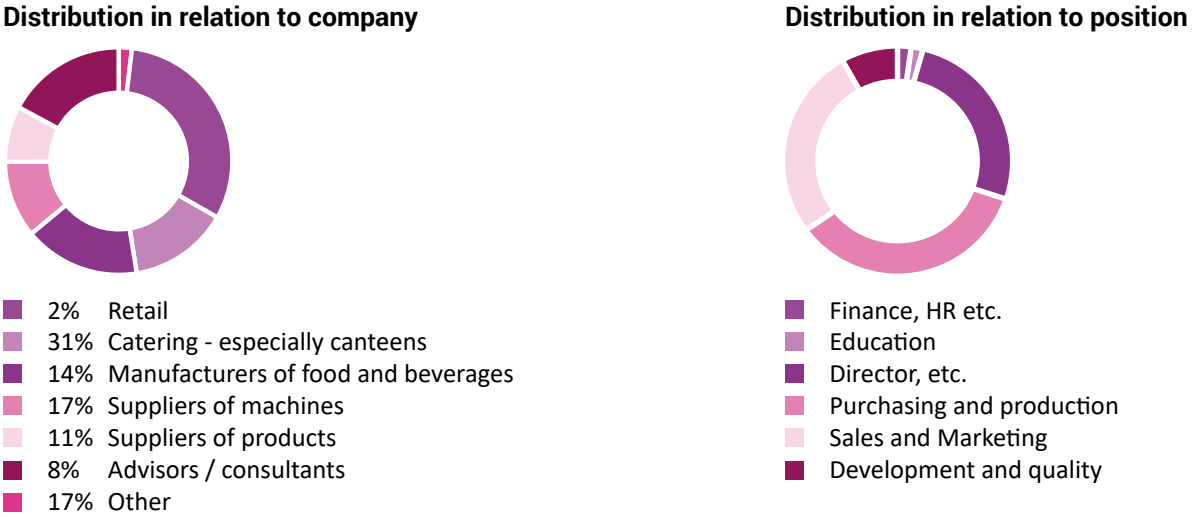 Distribution in relation to company
2% Retail
31% Catering - especially canteens
14% Manufacturers of food and beverages
17% Suppliers of machines
11% Suppliers of products
8% Advisors / consultants
17% Other
Distribution in relation to position
Finance, HR etc.
Education
Director, etc.
Purchasing and production
Sales and Marketing
Development and quality